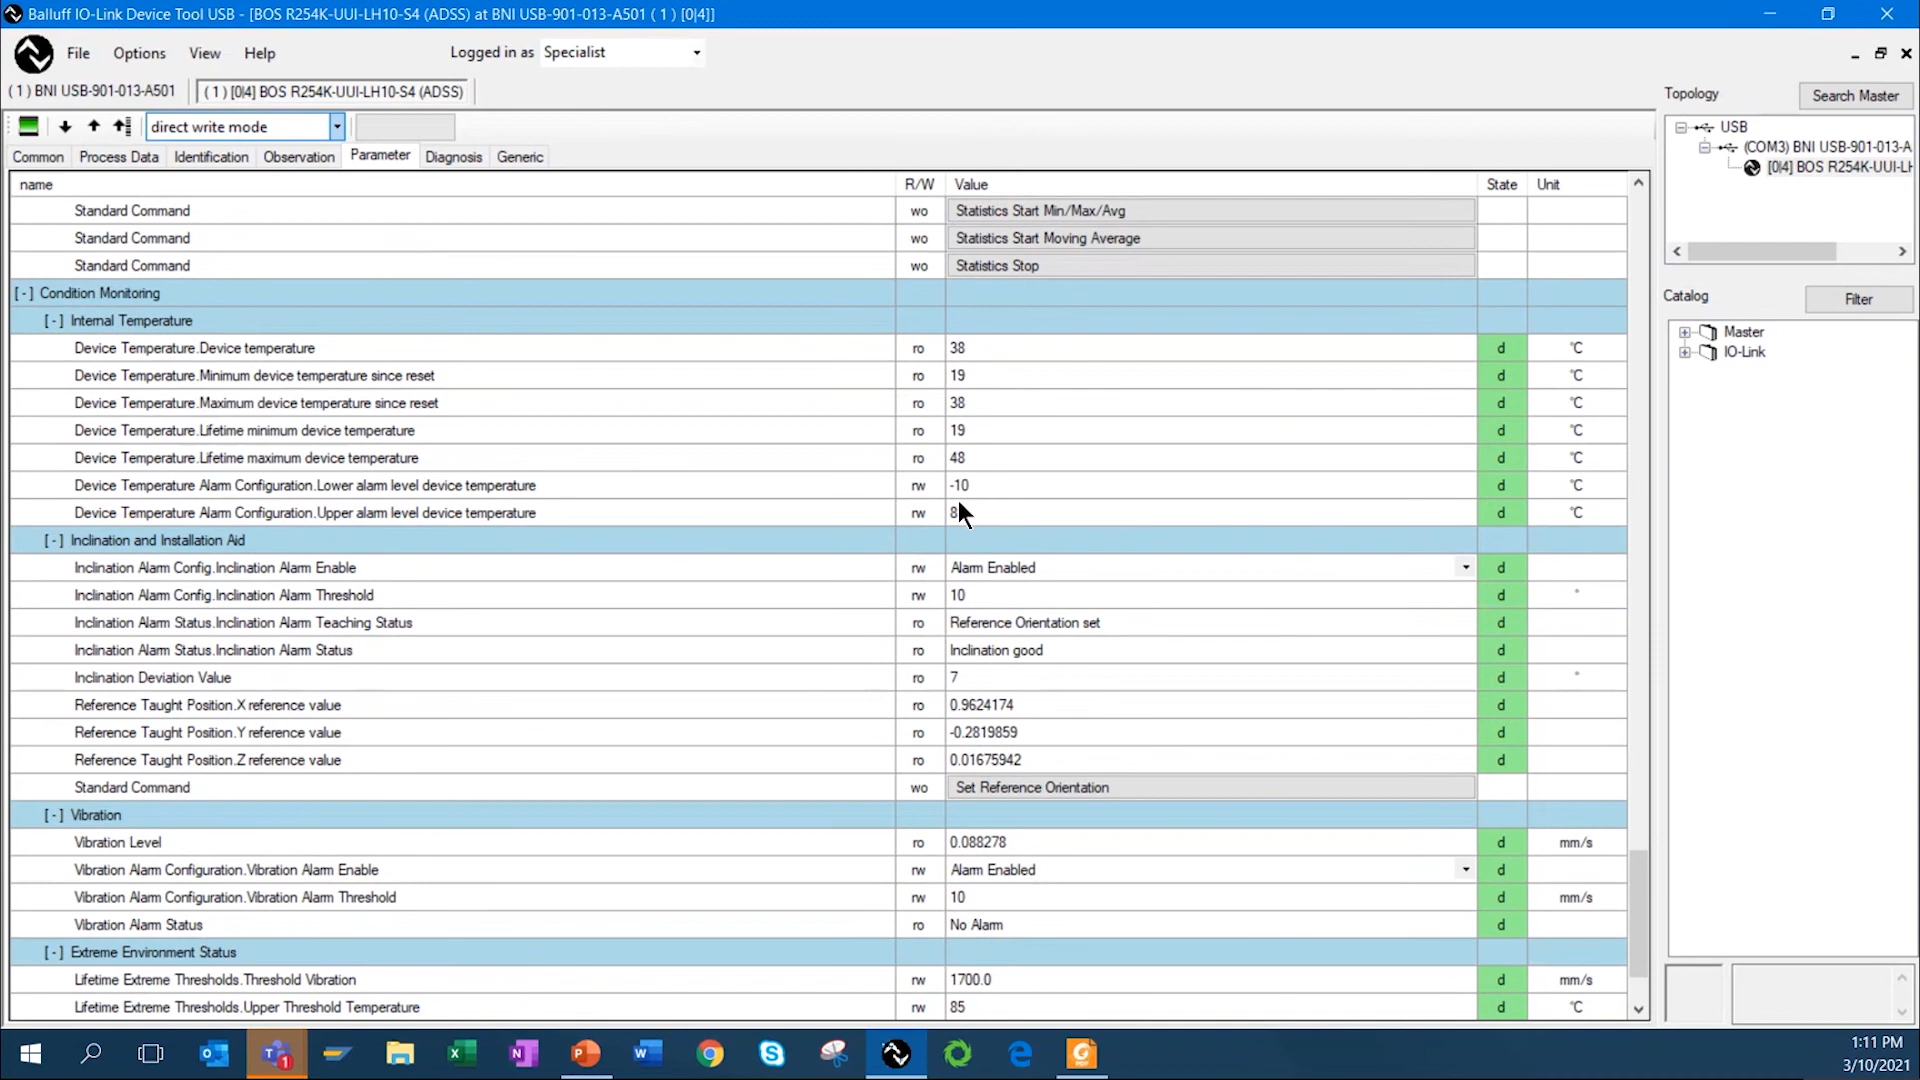 Balluff IO-Link Device Tool USB - [BOS R254K-UUI-LH10-S4 (ADSS) at BNI USB-901-013-A501 ( 1 ) [0|4]]
File Options View Help Logged in as Specialist
( 1 ) BNI USB-901-013-A501 ( 1 ) [0|4] BOS R254K-UUI-LH10-S4 (ADSS)
direct write mode
Common Process Data Identification Observation Parameter Diagnosis Generic
name R/W Value State Unit
Standard Command wo Statistics Start Min/Max/Avg
Standard Command wo Statistics Start Moving Average
Standard Command wo Statistics Stop
[ - ] Condition Monitoring
[ - ] Internal Temperature
Device Temperature.Device temperature ro 38 d °C
Device Temperature.Minimum device temperature since reset ro 19 d °C
Device Temperature.Maximum device temperature since reset ro 38 d °C
Device Temperature.Lifetime minimum device temperature ro 19 d °C
Device Temperature.Lifetime maximum device temperature ro 48 d °C
Device Temperature Alarm Configuration.Lower alarm level device temperature rw -10 d °C
Device Temperature Alarm Configuration.Upper alarm level device temperature rw d °C
[ - ] Inclination and Installation Aid
Inclination Alarm Config.Inclination Alarm Enable rw Alarm Enabled d
Inclination Alarm Config.Inclination Alarm Threshold rw 10 d °
Inclination Alarm Status.Inclination Alarm Teaching Status ro Reference Orientation set d
Inclination Alarm Status.Inclination Alarm Status ro Inclination good d
Inclination Deviation Value ro 7 d °
Reference Taught Position.X reference value ro 0.9624174 d
Reference Taught Position.Y reference value ro -0.2819859 d
Reference Taught Position.Z reference value ro 0.01675942 d
Standard Command wo Set Reference Orientation
[ - ] Vibration
Vibration Level ro 0.088278 d mm/s
Vibration Alarm Configuration.Vibration Alarm Enable rw Alarm Enabled d
Vibration Alarm Configuration.Vibration Alarm Threshold rw 10 d mm/s
Vibration Alarm Status ro No Alarm d
[ - ] Extreme Environment Status
Lifetime Extreme Thresholds.Threshold Vibration rw 1700.0 d mm/s
Lifetime Extreme Thresholds.Upper Threshold Temperature rw 85 d °C
Topology Search Master
USB
(COM3) BNI USB-901-013-A
[0|4] BOS R254K-UUI-LH
Catalog Filter
Master
IO-Link
1
1:11 PM
3/10/2021